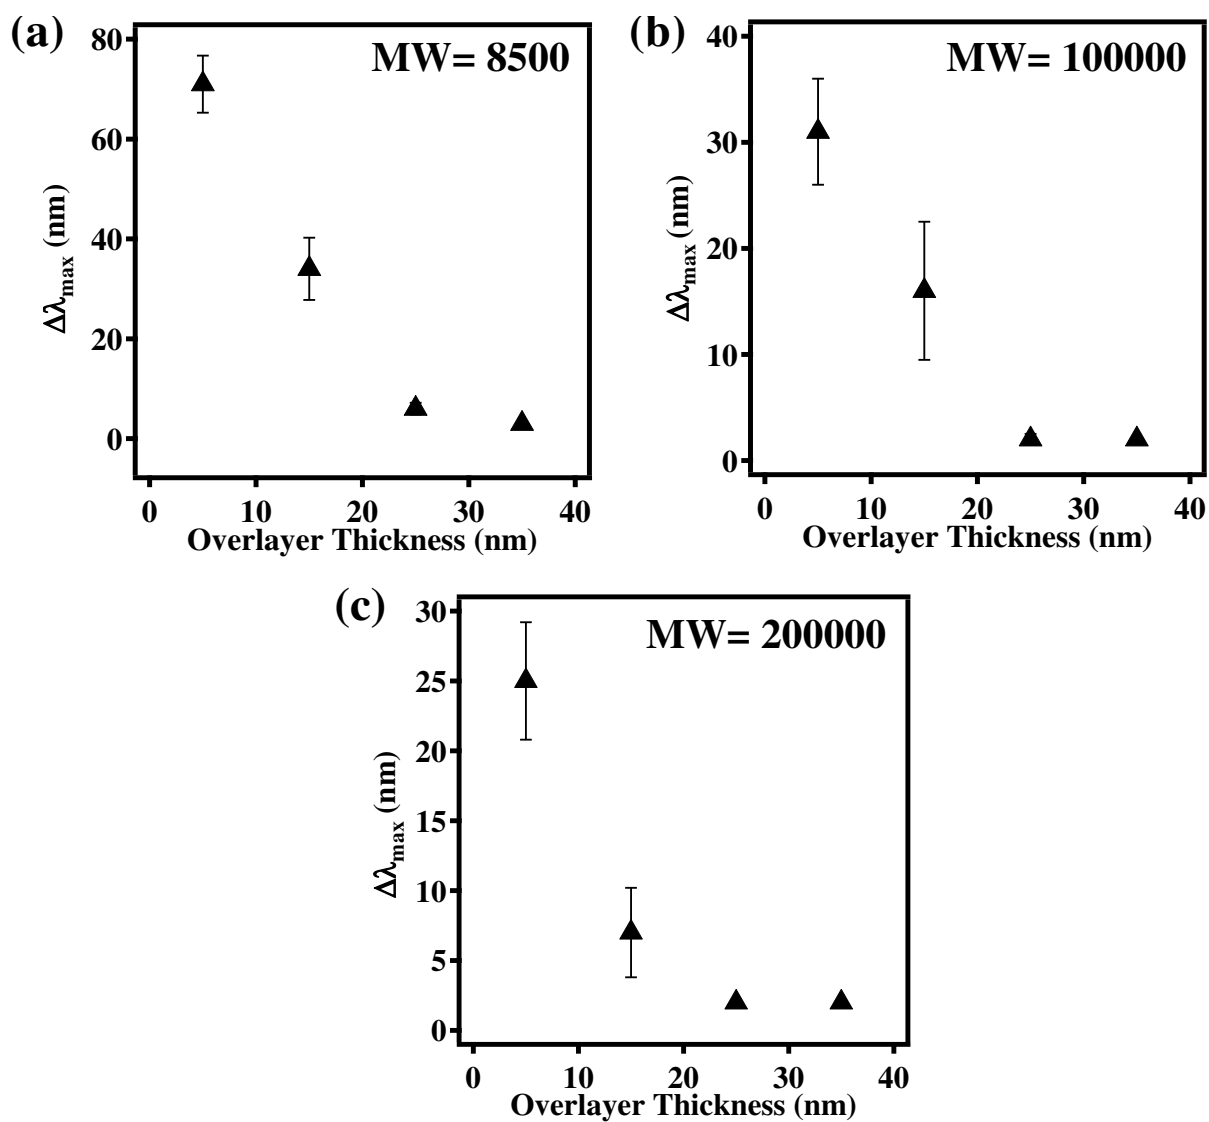 (a)
MW= 8500
80
60
40
20
0
Δλmax (nm)
0 10 20 30 40
Overlayer Thickness (nm)
(b)
MW= 100000
40
30
20
10
0
Δλmax (nm)
0 10 20 30 40
Overlayer Thickness (nm)
(c)
MW= 200000
30
25
20
15
10
5
0
Δλmax (nm)
0 10 20 30 40
Overlayer Thickness (nm)